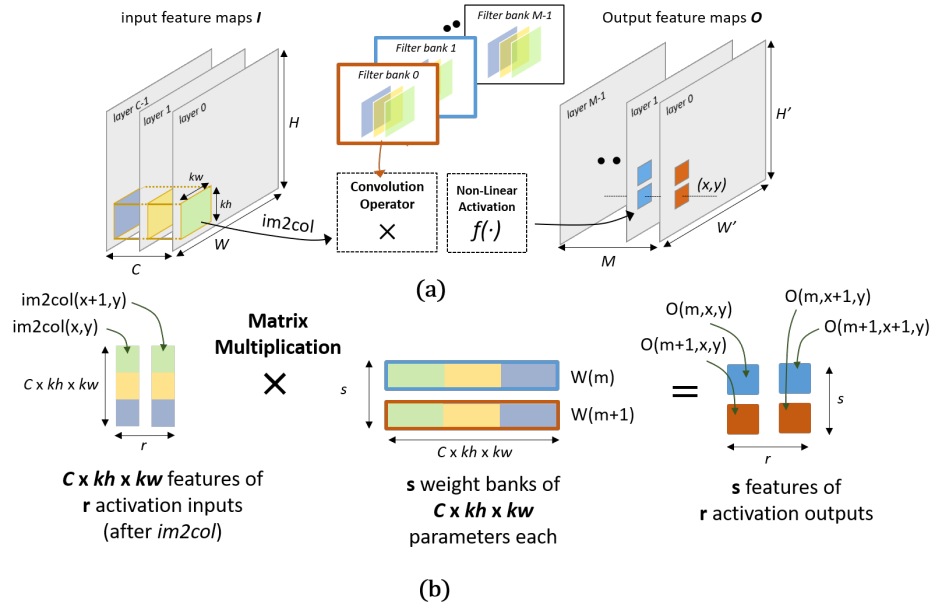 input feature maps I
layer C-1
layer 1
layer 0
H
kw
kh
W
C
im2col
Filter bank M-1
Filter bank 1
Filter bank 0
Convolution
Operator
×
Non-Linear
Activation
f(·)
Output feature maps O
layer M-1
layer 1
layer 0
(x,y)
H'
W'
M
(a)
im2col(x+1,y)
im2col(x,y)
C x kh x kw
r
C x kh x kw features of
r activation inputs
(after im2col)
Matrix
Multiplication
×
s
W(m)
W(m+1)
C x kh x kw
s weight banks of
C x kh x kw
parameters each
=
O(m,x,y)
O(m+1,x,y)
O(m,x+1,y)
O(m+1,x+1,y)
s
r
s features of
r activation outputs
(b)